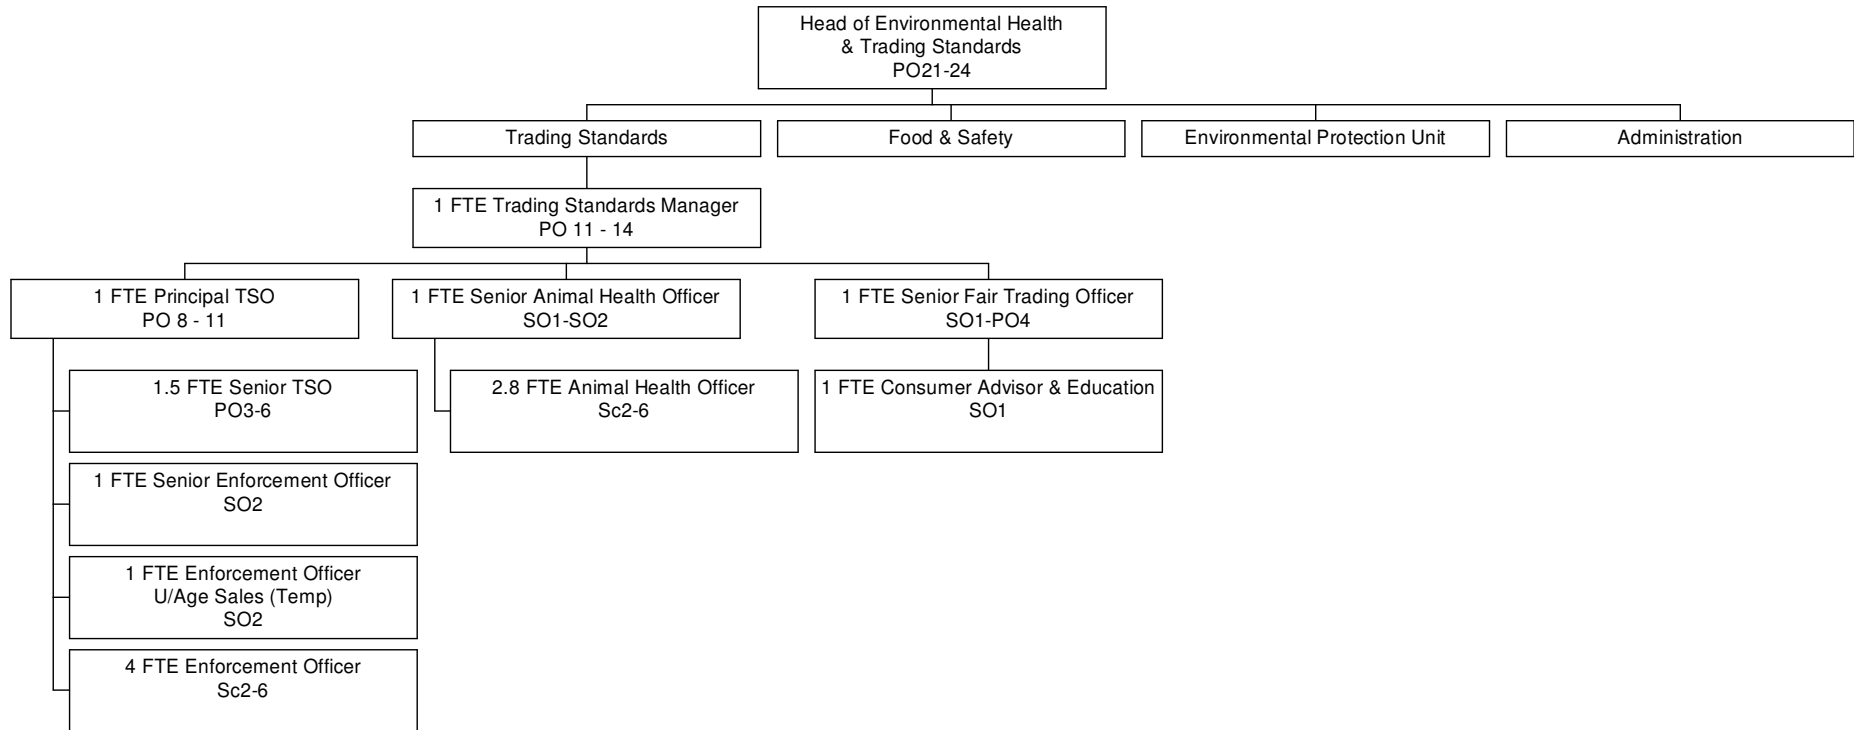 Head of Environmental Health
& Trading Standards
PO21-24
Trading Standards
Food & Safety
Environmental Protection Unit
Administration
1 FTE Trading Standards Manager
PO 11 - 14
1 FTE Principal TSO
PO 8 - 11
1 FTE Senior Animal Health Officer
SO1-SO2
1 FTE Senior Fair Trading Officer
SO1-PO4
1.5 FTE Senior TSO
PO3-6
2.8 FTE Animal Health Officer
Sc2-6
1 FTE Consumer Advisor & Education
SO1
1 FTE Senior Enforcement Officer
SO2
1 FTE Enforcement Officer
U/Age Sales (Temp)
SO2
4 FTE Enforcement Officer
Sc2-6